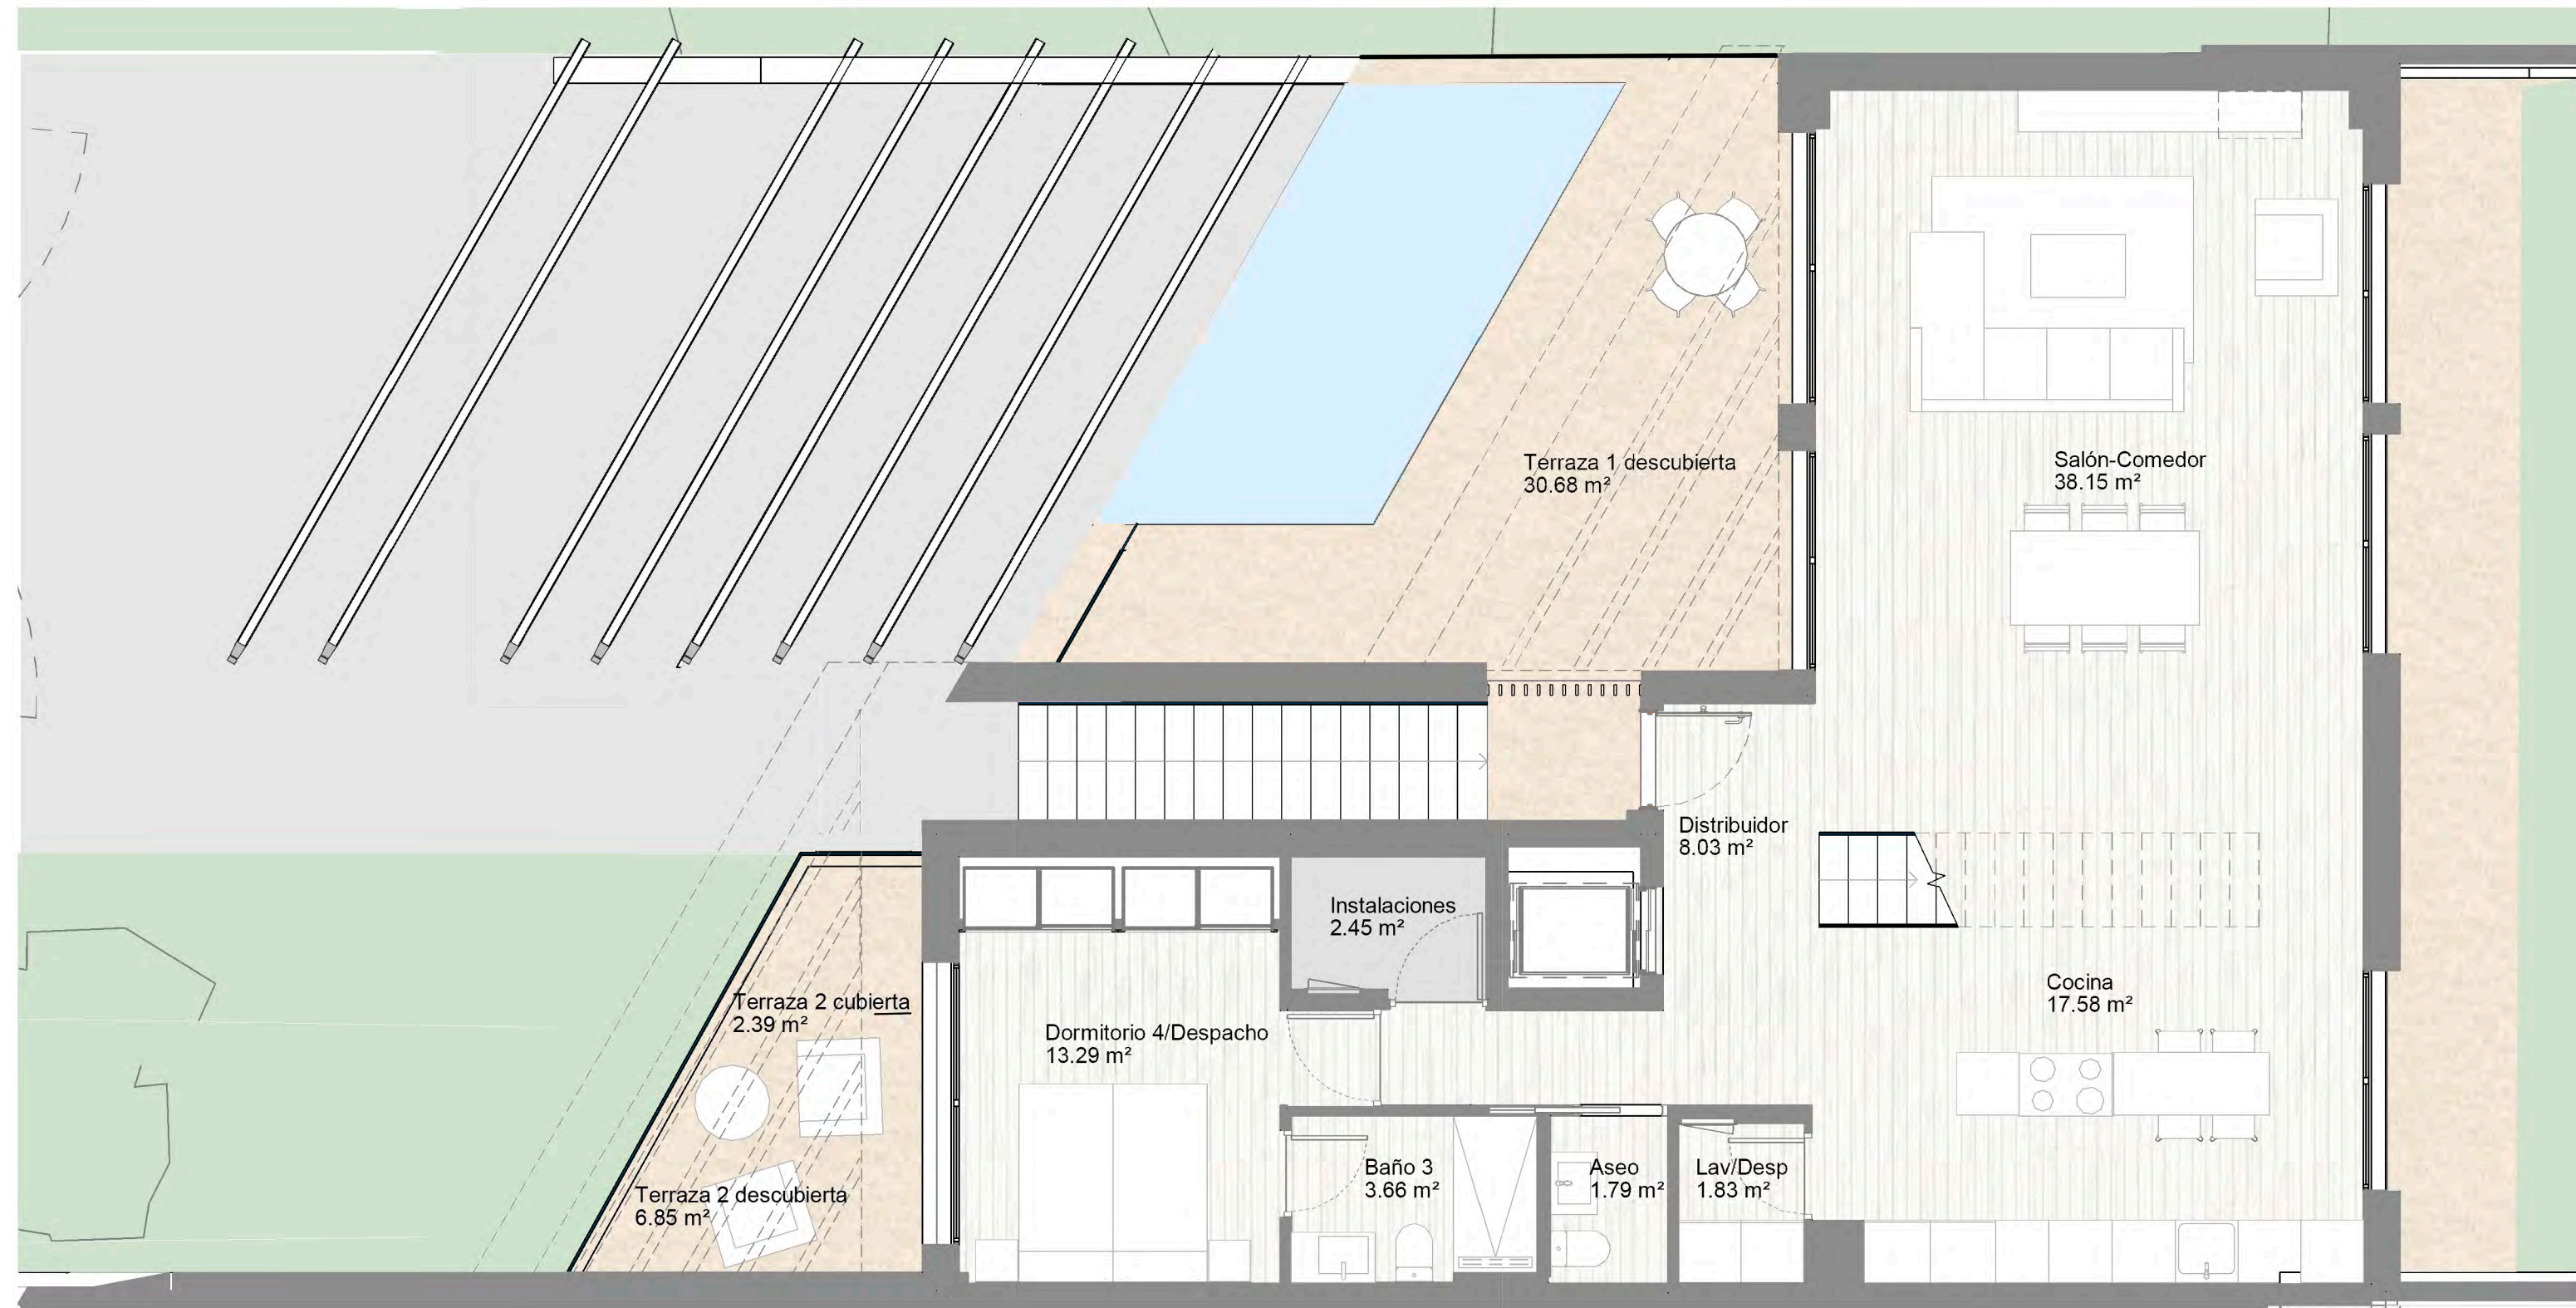 Terraza 1 descubierta
30.68 m²
Salón-Comedor
38.15 m²
Distribuidor
8.03 m²
Instalaciones
2.45 m²
Terraza 2 cubierta
2.39 m²
Dormitorio 4/Despacho
13.29 m²
Cocina
17.58 m²
Terraza 2 descubierta
6.85 m²
Baño 3
3.66 m²
Aseo
1.79 m²
Lav/Desp
1.83 m²